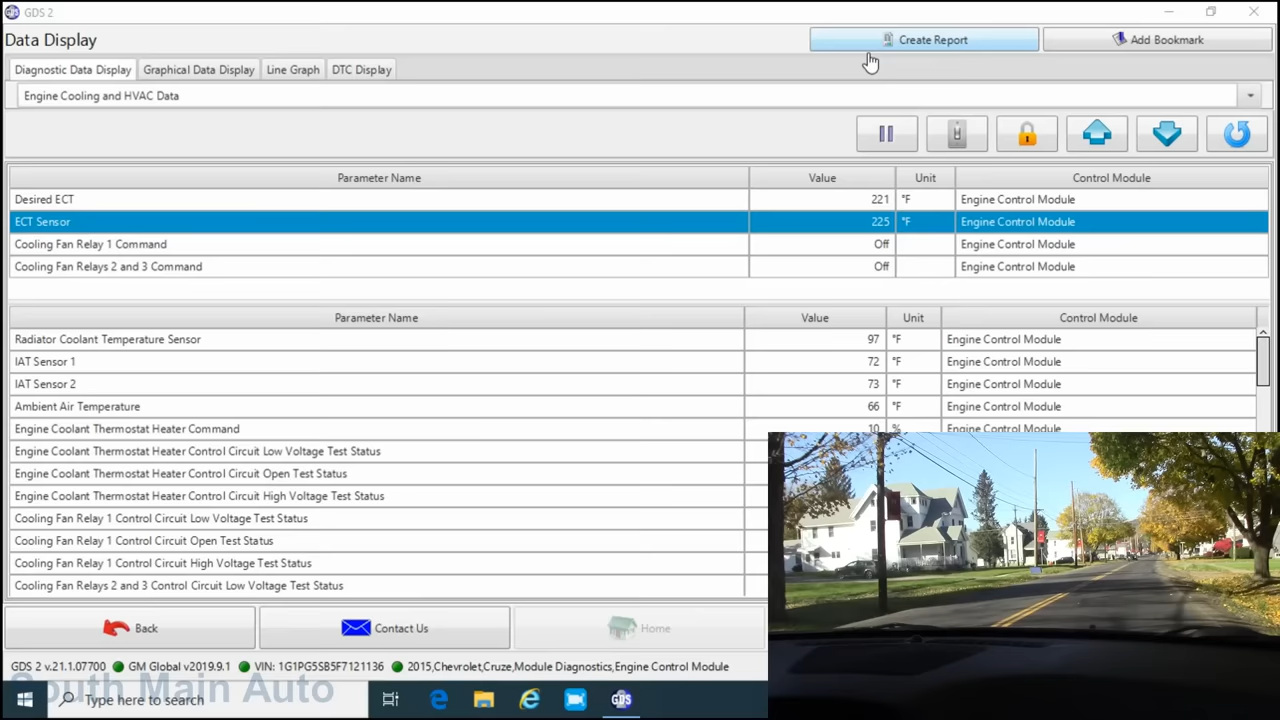 GDS 2
Data Display
Create Report
Add Bookmark
Diagnostic Data Display Graphical Data Display Line Graph DTC Display
Engine Cooling and HVAC Data
Parameter Name Value Unit Control Module
Desired ECT 221 °F Engine Control Module
ECT Sensor 225 °F Engine Control Module
Cooling Fan Relay 1 Command Off Engine Control Module
Cooling Fan Relays 2 and 3 Command Off Engine Control Module
Parameter Name Value Unit Control Module
Radiator Coolant Temperature Sensor 97 °F Engine Control Module
IAT Sensor 1 72 °F Engine Control Module
IAT Sensor 2 73 °F Engine Control Module
Ambient Air Temperature 66 °F Engine Control Module
Engine Coolant Thermostat Heater Command 10 % Engine Control Module
Engine Coolant Thermostat Heater Control Circuit Low Voltage Test Status
Engine Coolant Thermostat Heater Control Circuit Open Test Status
Engine Coolant Thermostat Heater Control Circuit High Voltage Test Status
Cooling Fan Relay 1 Control Circuit Low Voltage Test Status
Cooling Fan Relay 1 Control Circuit Open Test Status
Cooling Fan Relay 1 Control Circuit High Voltage Test Status
Cooling Fan Relays 2 and 3 Control Circuit Low Voltage Test Status
Back Contact Us Home
GDS 2 v.21.1.07700 GM Global v2019.9.1 VIN: 1G1PG5SB5F7121136 2015,Chevrolet,Cruze,Module Diagnostics,Engine Control Module
South Main Auto
Type here to search
GDS